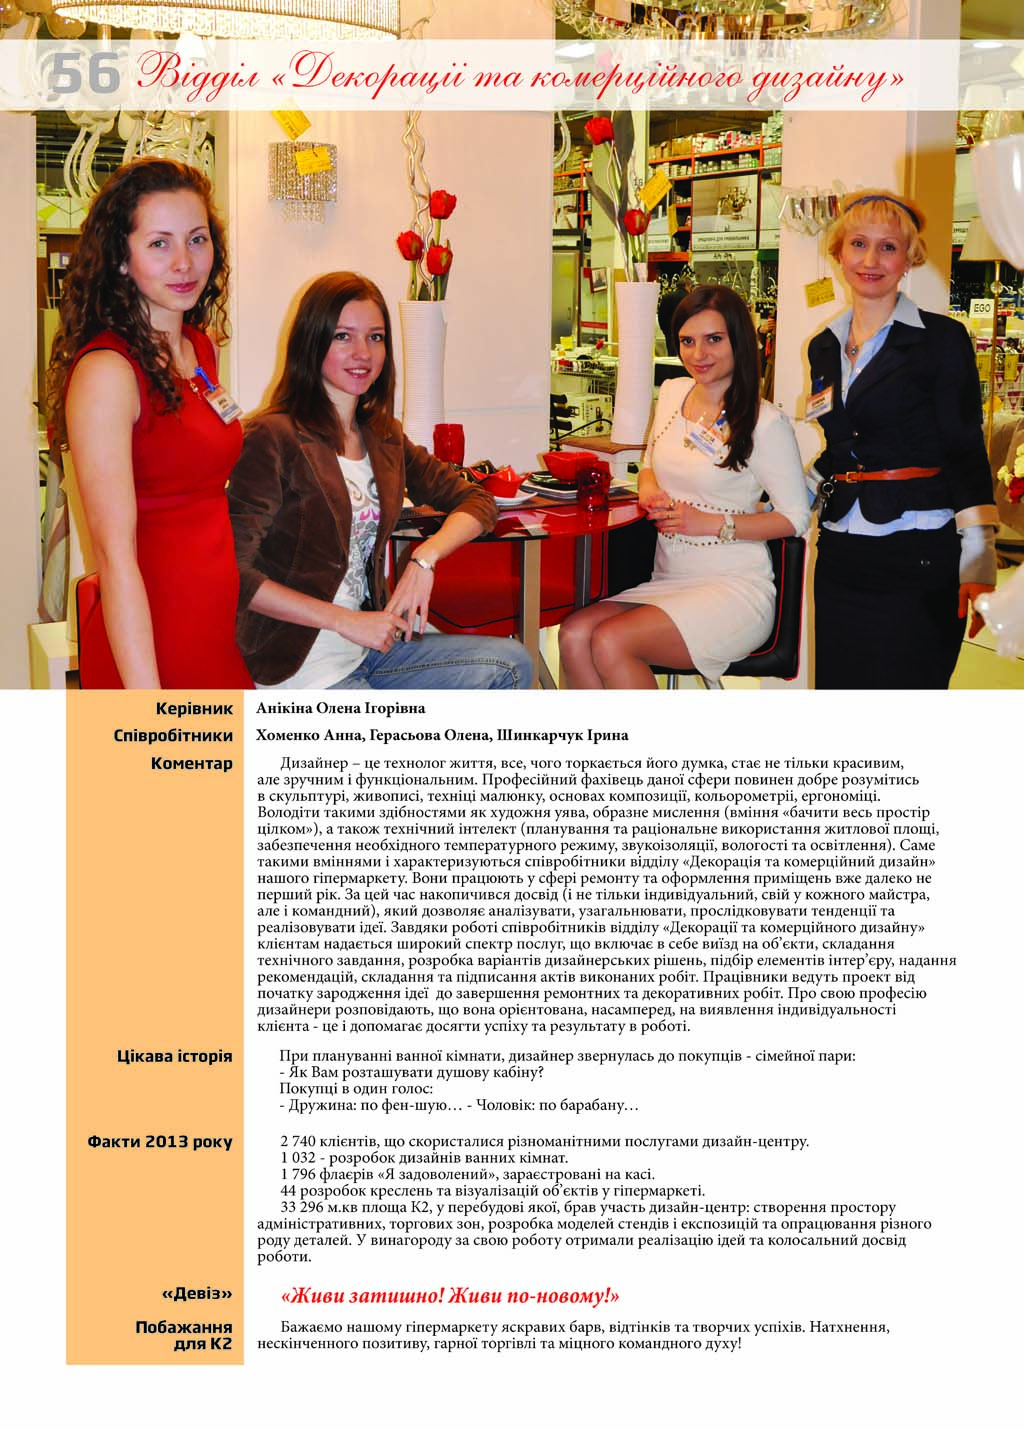 56 Відділ «Декорації та комерційного дизайну»
EGO
Керівник Анікіна Олена Ігорівна
Співробітники Хоменко Анна, Герасьова Олена, Шинкарчук Ірина
Коментар Дизайнер – це технолог життя, все, чого торкається його думка, стає не тільки красивим,
але зручним і функціональним. Професійний фахівець даної сфери повинен добре розумітись
в скульптурі, живописі, техніці малюнку, основах композиції, кольорометрії, ергономіці.
Володіти такими здібностями як художня уява, образне мислення (вміння «бачити весь простір
цілком»), а також технічний інтелект (планування та раціональне використання житлової площі,
забезпечення необхідного температурного режиму, звукоізоляції, вологості та освітлення). Саме
такими вміннями і характеризуються співробітники відділу «Декорація та комерційний дизайн»
нашого гіпермаркету. Вони працюють у сфері ремонту та оформлення приміщень вже далеко не
перший рік. За цей час накопичився досвід (і не тільки індивідуальний, свій у кожного майстра,
але і командний), який дозволяє аналізувати, узагальнювати, прослідковувати тенденції та
реалізовувати ідеї. Завдяки роботі співробітників відділу «Декорації та комерційного дизайну»
клієнтам надається широкий спектр послуг, що включає в себе виїзд на об’єкти, складання
технічного завдання, розробка варіантів дизайнерських рішень, підбір елементів інтер’єру, надання
рекомендацій, складання та підписання актів виконаних робіт. Працівники ведуть проект від
початку зародження ідеї до завершення ремонтних та декоративних робіт. Про свою професію
дизайнери розповідають, що вона орієнтована, насамперед, на виявлення індивідуальності
клієнта - це і допомагає досягти успіху та результату в роботі.
Цікава історія При плануванні ванної кімнати, дизайнер звернулась до покупців - сімейної пари:
- Як Вам розташувати душову кабіну?
Покупці в один голос:
- Дружина: по фен-шую… - Чоловік: по барабану…
Факти 2013 року 2 740 клієнтів, що скористалися різноманітними послугами дизайн-центру.
1 032 - розробок дизайнів ванних кімнат.
1 796 флаєрів «Я задоволений», зараєстровані на касі.
44 розробок креслень та візуалізацій об’єктів у гіпермаркеті.
33 296 м.кв площа К2, у перебудові якої, брав участь дизайн-центр: створення простору
адміністративних, торгових зон, розробка моделей стендів і експозицій та опрацювання різного
роду деталей. У винагороду за свою роботу отримали реалізацію ідей та колосальний досвід
роботи.
«Девіз» «Живи затишно! Живи по-новому!»
Побажання Бажаємо нашому гіпермаркету яскравих барв, відтінків та творчих успіхів. Натхнення,
для К2 нескінченного позитиву, гарної торгівлі та міцного командного духу!